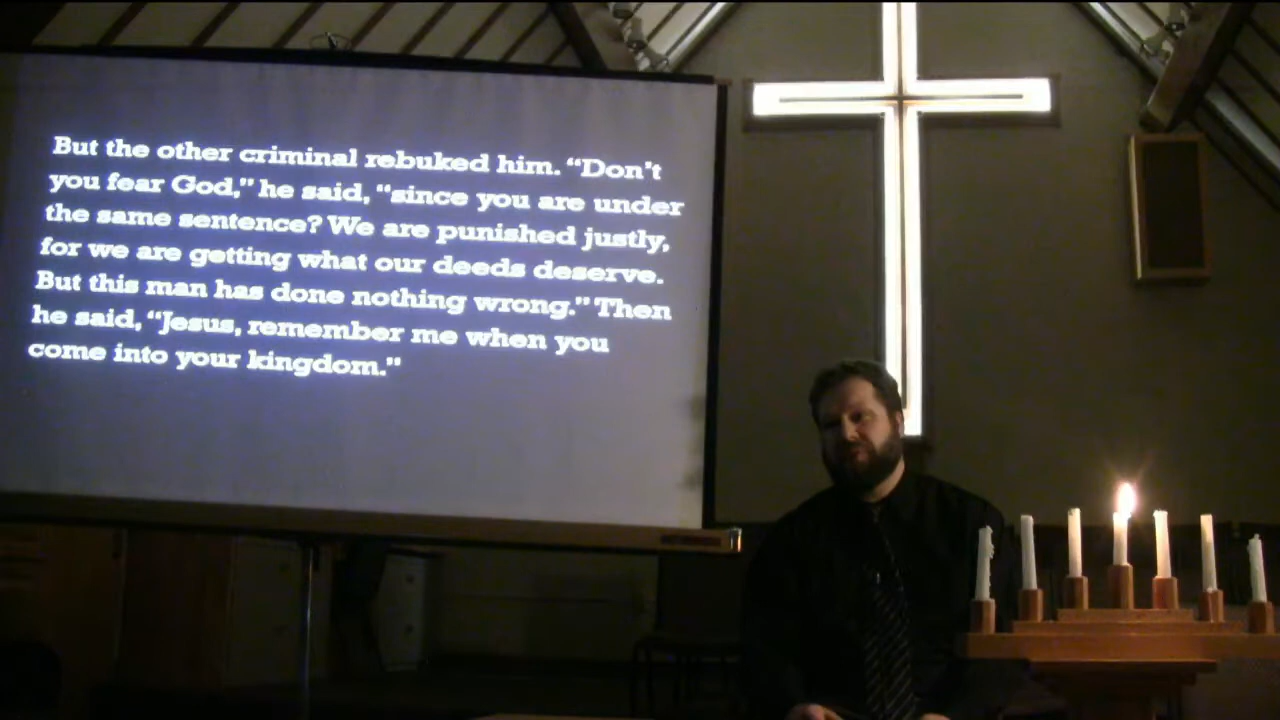 But the other criminal rebuked him. “Don’t
you fear God,” he said, “since you are under
the same sentence? We are punished justly,
for we are getting what our deeds deserve.
But this man has done nothing wrong.” Then
he said, “Jesus, remember me when you
come into your kingdom.”